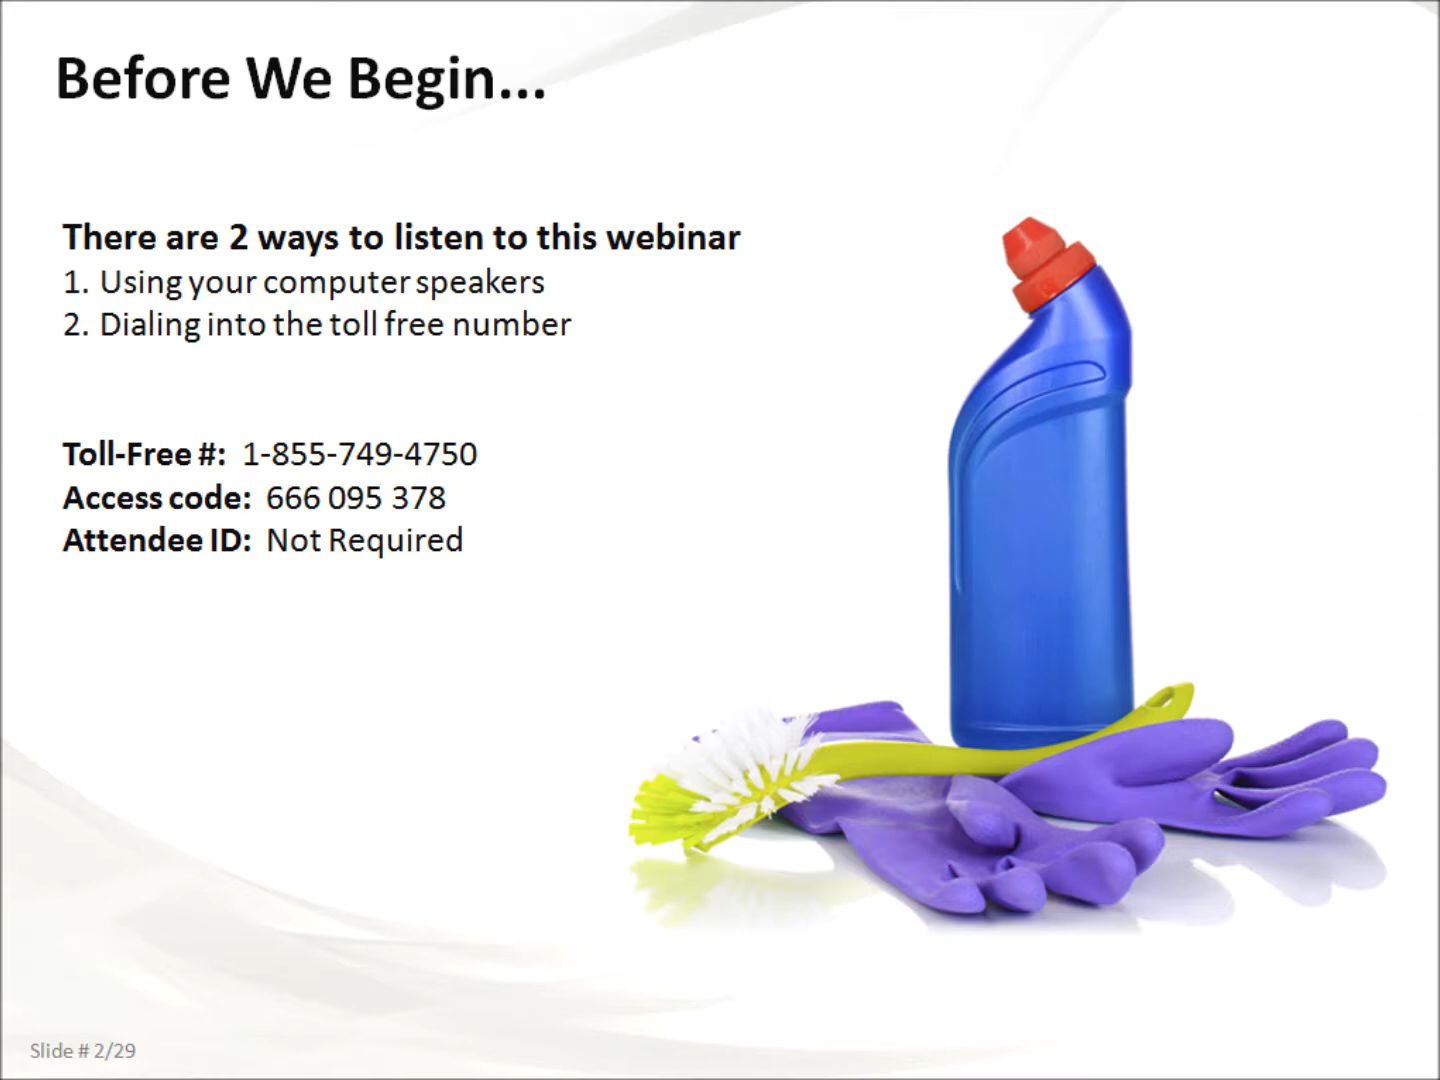 Before We Begin...
There are 2 ways to listen to this webinar
1. Using your computer speakers
2. Dialing into the toll free number
Toll-Free #: 1-855-749-4750
Access code: 666 095 378
Attendee ID: Not Required
Slide # 2/29